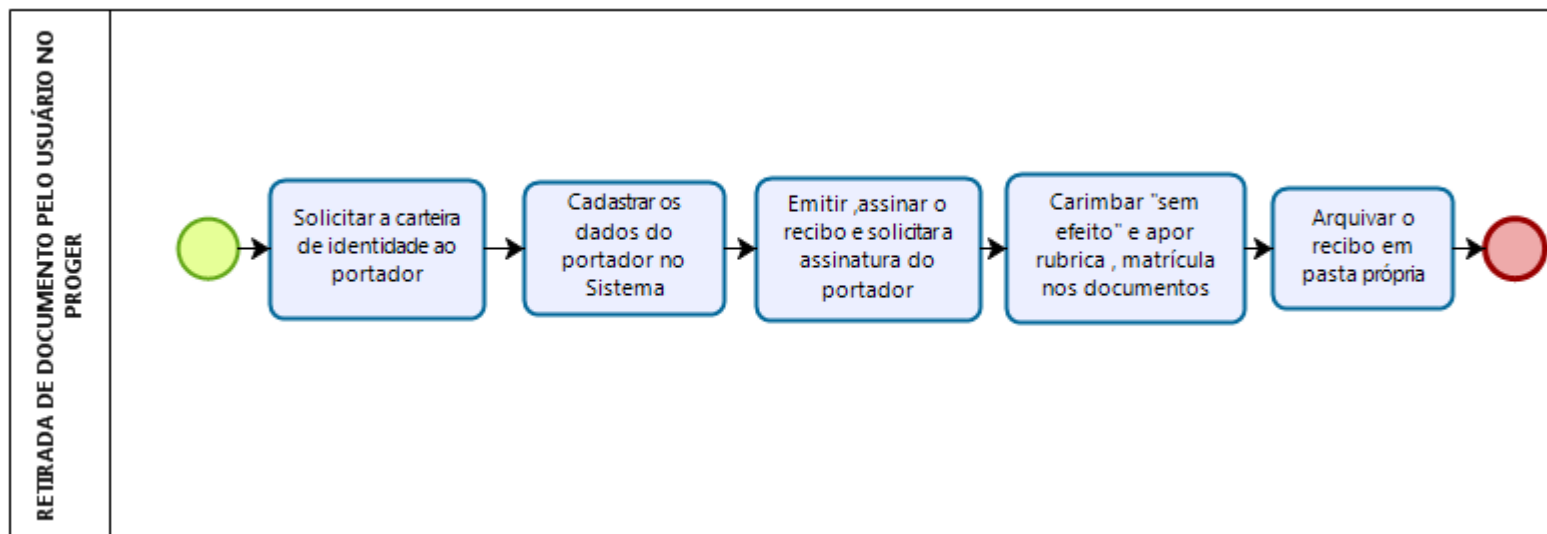 RETIRADA DE DOCUMENTO PELO USUÁRIO NO
PROGER
Solicitar a carteira
de identidade ao
portador
Cadastrar os
dados do
portador no
Sistema
Emitir ,assinar o
recibo e solicitara
assinatura do
portador
Carimbar "sem
efeito" e apor
rubrica , matrícula
nos documentos
Arquivar o
recibo em
pasta própria